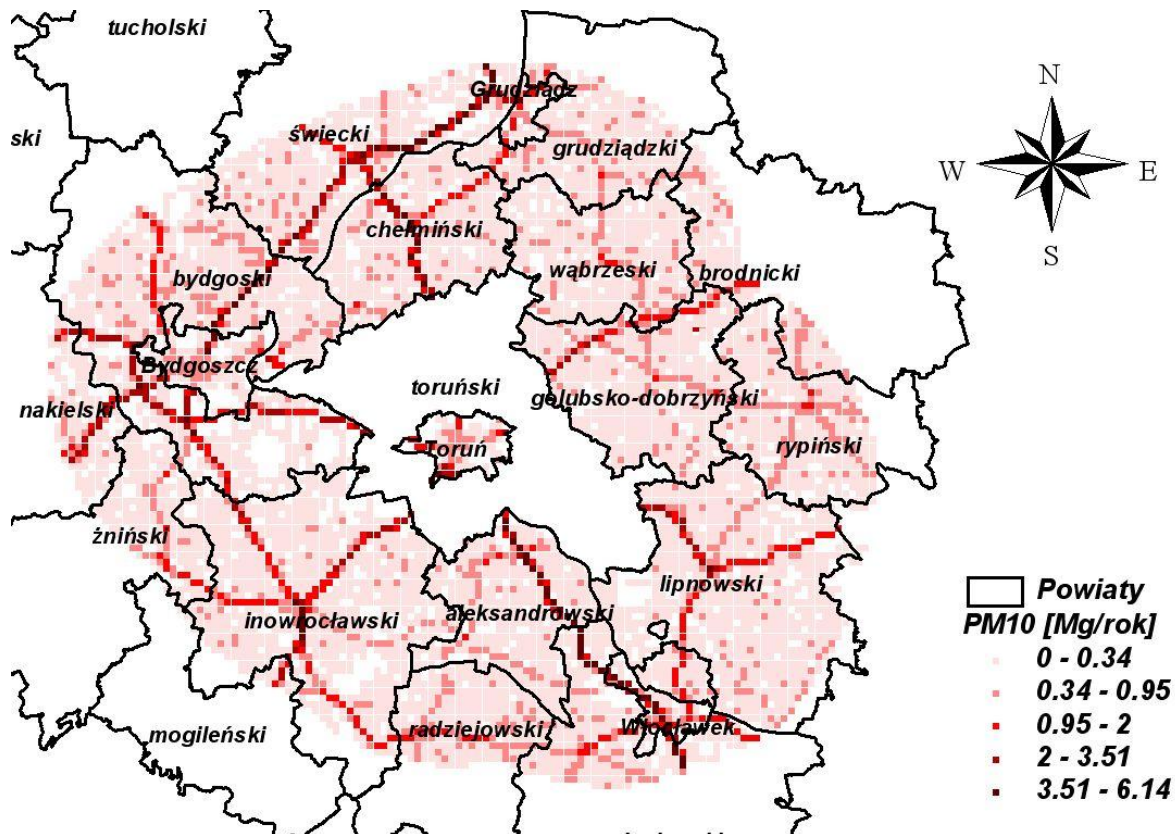 tucholski
N
Grudziądz
ski
świecki
grudziądzki
W
E
chełmiński
S
bydgoski
wąbrzeski
brodnicki
Bydgoszcz
toruński
nakielski
golubsko-dobrzyński
Toruń
rypiński
żniński
lipnowski
Powiaty
inowrocławski
aleksandrowski
PM10 [Mg/rok]
0 - 0.34
0.34 - 0.95
mogileński
radziejowski
Włocławek
0.95 - 2
2 - 3.51
3.51 - 6.14